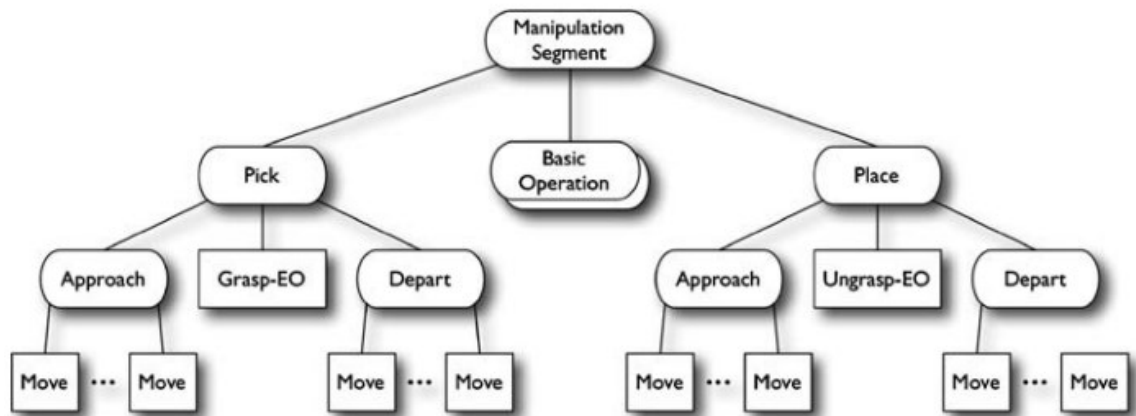 Manipulation
Segment
Pick
Basic
Operation
Place
Approach
Grasp-EO
Depart
Approach
Ungrasp-EO
Depart
Move ••• Move
Move ••• Move
Move ••• Move
Move ••• Move